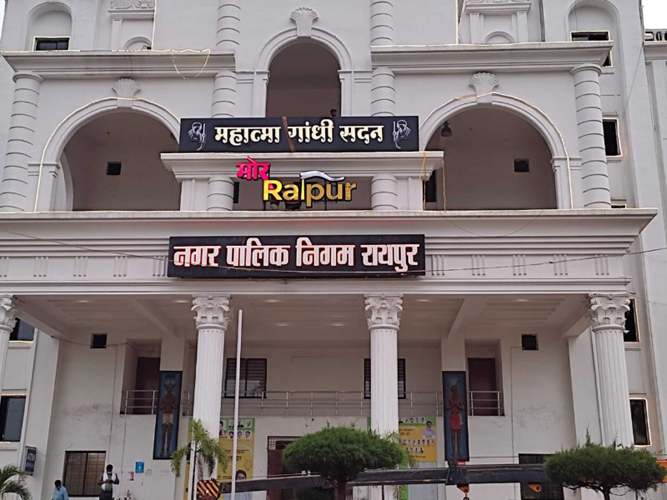 महात्मा गांधी सदन
मोर
Raipur
नगर पालिक निगम रायपुर